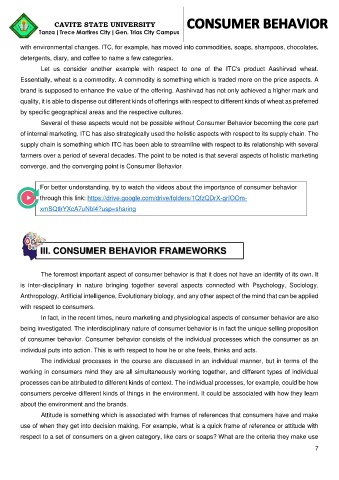 CAVITE STATE UNIVERSITY
Tanza | Trece Martires City | Gen. Trias City Campus
CONSUMER BEHAVIOR
with environmental changes. ITC, for example, has moved into commodities, soaps, shampoos, chocolates,
detergents, diary, and coffee to name a few categories.
Let us consider another example with respect to one of the ITC's product Aashirvad wheat.
Essentially, wheat is a commodity. A commodity is something which is traded more on the price aspects. A
brand is supposed to enhance the value of the offering. Aashirvad has not only achieved a higher mark and
quality, it is able to dispense out different kinds of offerings with respect to different kinds of wheat as preferred
by specific geographical areas and the respective cultures.
Several of these aspects would not be possible without Consumer Behavior becoming the core part
of internal marketing. ITC has also strategically used the holistic aspects with respect to its supply chain. The
supply chain is something which ITC has been able to streamline with respect to its relationship with several
farmers over a period of several decades. The point to be noted is that several aspects of holistic marketing
converge, and the converging point is Consumer Behavior.
For better understanding, try to watch the videos about the importance of consumer behavior
through this link:
III. CONSUMER BEHAVIOR FRAMEWORKS
The foremost important aspect of consumer behavior is that it does not have an identity of its own. It
is inter-disciplinary in nature bringing together several aspects connected with Psychology, Sociology,
Anthropology, Artificial intelligence, Evolutionary biology, and any other aspect of the mind that can be applied
with respect to consumers.
In fact, in the recent times, neuro marketing and physiological aspects of consumer behavior are also
being investigated. The interdisciplinary nature of consumer behavior is in fact the unique selling proposition
of consumer behavior. Consumer behavior consists of the individual processes which the consumer as an
individual puts into action. This is with respect to how he or she feels, thinks and acts.
The individual processes in the course are discussed in an individual manner, but in terms of the
working in consumers mind they are all simultaneously working together, and different types of individual
processes can be attributed to different kinds of context. The individual processes, for example, could be how
consumers perceive different kinds of things in the environment. It could be associated with how they learn
about the environment and the brands.
Attitude is something which is associated with frames of references that consumers have and make
use of when they get into decision making. For example, what is a quick frame of reference or attitude with
respect to a set of consumers on a given category, like cars or soaps? What are the criteria they make use
7